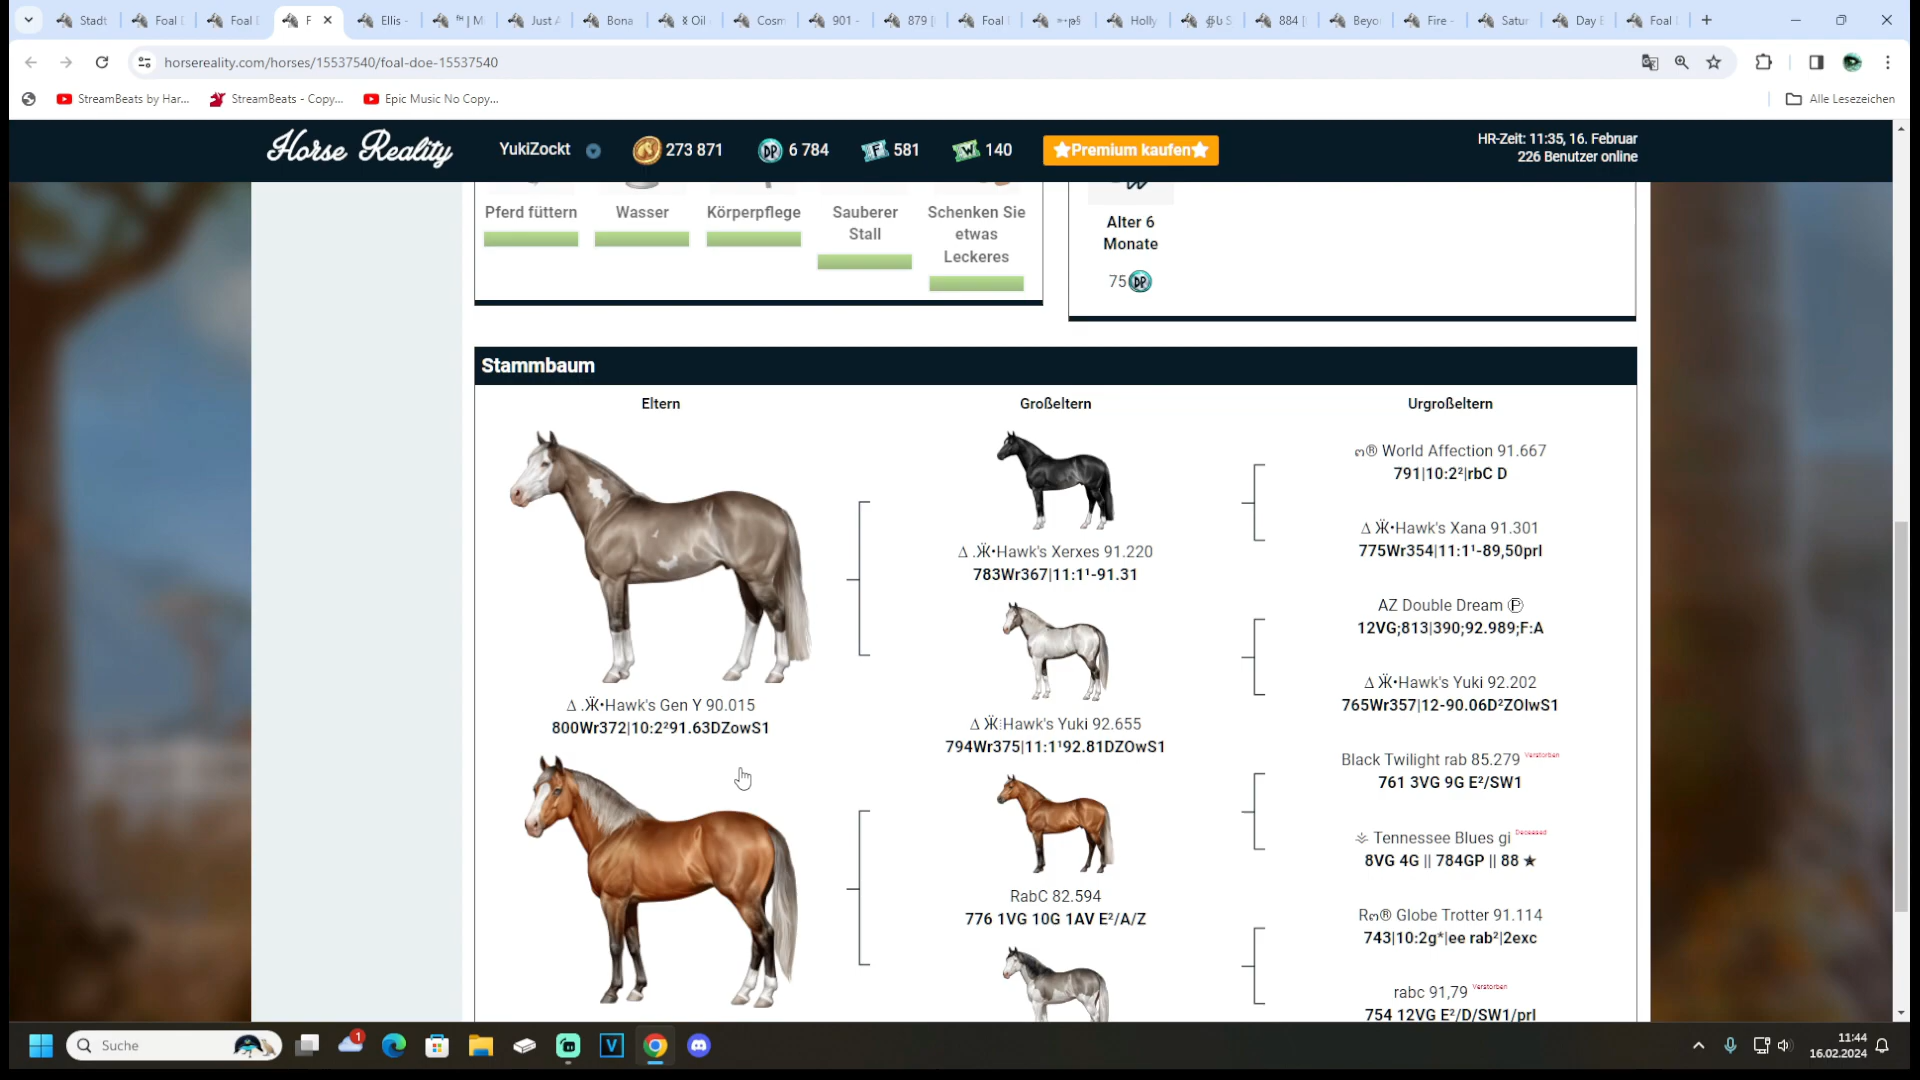 Stadt
Foal D
Foal D
F
Ellis -
™ | M
Just A
Bona
Oil -
Cosm
901 -
879 [
Foal
Holly
884 [
Beyo
Fire -
Satur
Day E
Foal
horsereality.com/horses/15537540/foal-doe-15537540
StreamBeats by Har...
StreamBeats - Copy...
Epic Music No Copy...
Alle Lesezeichen
Horse Reality
YukiZockt
273 871
DP 6 784
F 581
W 140
Premium kaufen
HR-Zeit: 11:35, 16. Februar
226 Benutzer online
Pferd füttern
Wasser
Körperpflege
Sauberer
Stall
Schenken Sie
etwas
Leckeres
Alter 6
Monate
75 DP
Stammbaum
Eltern
Großeltern
Urgroßeltern
Δ .Ӝ•Hawk's Gen Y 90.015
800Wr372|10:2²91.63DZowS1
Δ .Ӝ•Hawk's Xerxes 91.220
783Wr367|11:1¹-91.31
Δ Ӝ⁝Hawk's Yuki 92.655
794Wr375|11:1¹92.81DZOwS1
RabC 82.594
776 1VG 10G 1AV E²/A/Z
ო® World Affection 91.667
791|10:2²|rbC D
Δ Ӝ•Hawk's Xana 91.301
775Wr354|11:1¹-89,50prl
AZ Double Dream Ⓟ
12VG;813|390;92.989;F:A
Δ Ӝ•Hawk's Yuki 92.202
765Wr357|12-90.06D²ZOlwS1
Black Twilight rab 85.279 Verstorben
761 3VG 9G E²/SW1
Tennessee Blues gi Deceased
8VG 4G || 784GP || 88 ★
Rო® Globe Trotter 91.114
743|10:2g*|ee rab²|2exc
rabc 91,79 Verstorben
754 12VG E²/D/SW1/prl
Suche
1
V
11:44
16.02.2024